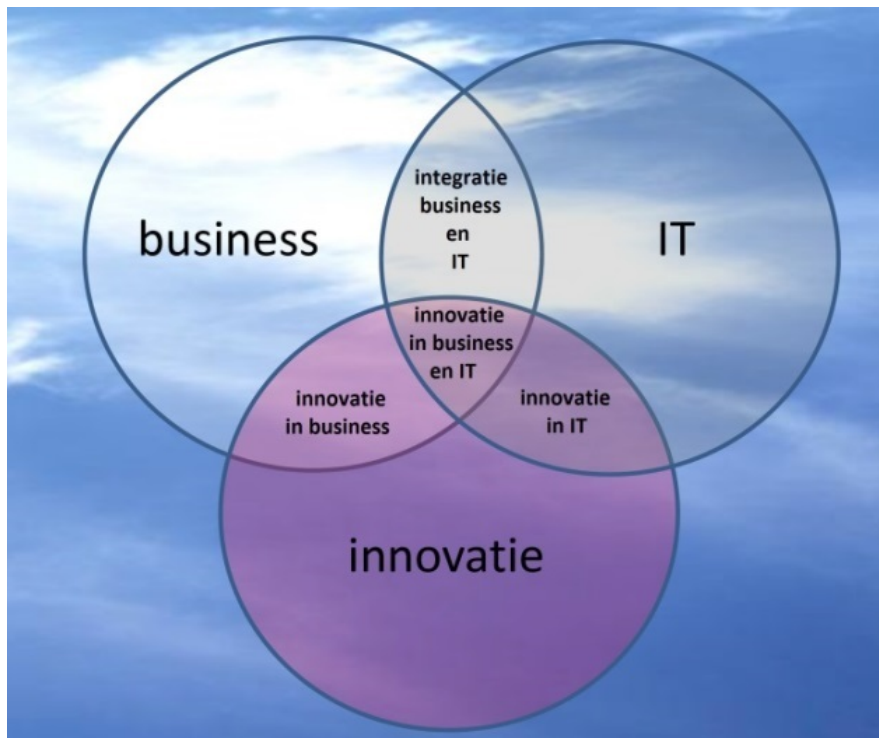 integratie
business
en
IT
business
IT
innovatie
in business
en IT
innovatie
in business
innovatie
in IT
innovatie